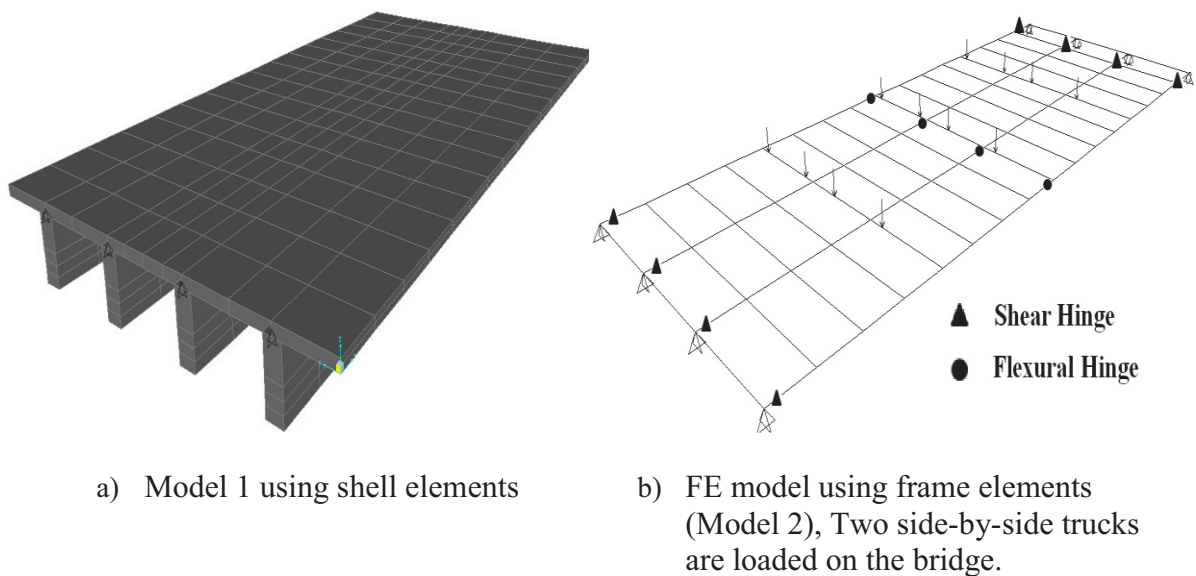 Shear Hinge
Flexural Hinge
a) Model 1 using shell elements
b) FE model using frame elements
(Model 2), Two side-by-side trucks
are loaded on the bridge.